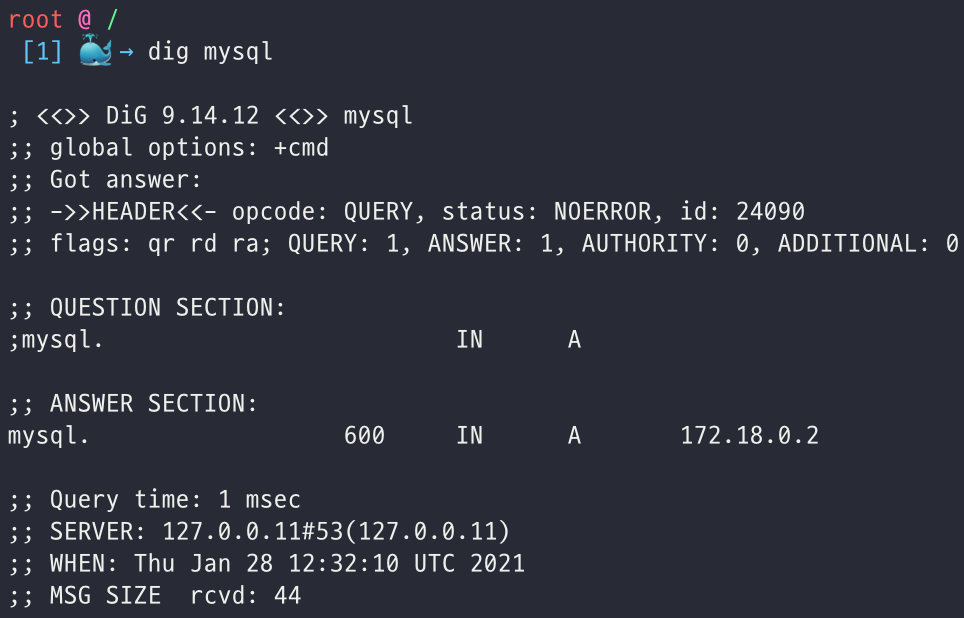 root @ /
[1] 🐳 → dig mysql
; <<>> DiG 9.14.12 <<>> mysql
;; global options: +cmd
;; Got answer:
;; ->>HEADER<<- opcode: QUERY, status: NOERROR, id: 24090
;; flags: qr rd ra; QUERY: 1, ANSWER: 1, AUTHORITY: 0, ADDITIONAL: 0
;; QUESTION SECTION:
;mysql. IN A
;; ANSWER SECTION:
mysql. 600 IN A 172.18.0.2
;; Query time: 1 msec
;; SERVER: 127.0.0.11#53(127.0.0.11)
;; WHEN: Thu Jan 28 12:32:10 UTC 2021
;; MSG SIZE rcvd: 44